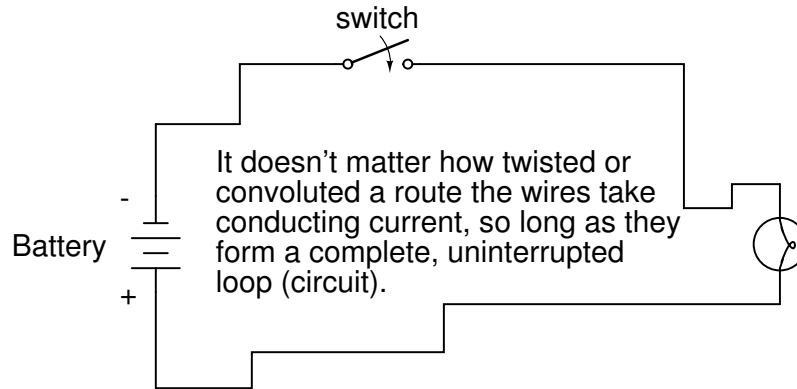 switch
It doesn't matter how twisted or
convoluted a route the wires take
conducting current, so long as they
form a complete, uninterrupted
loop (circuit).
-
Battery
+